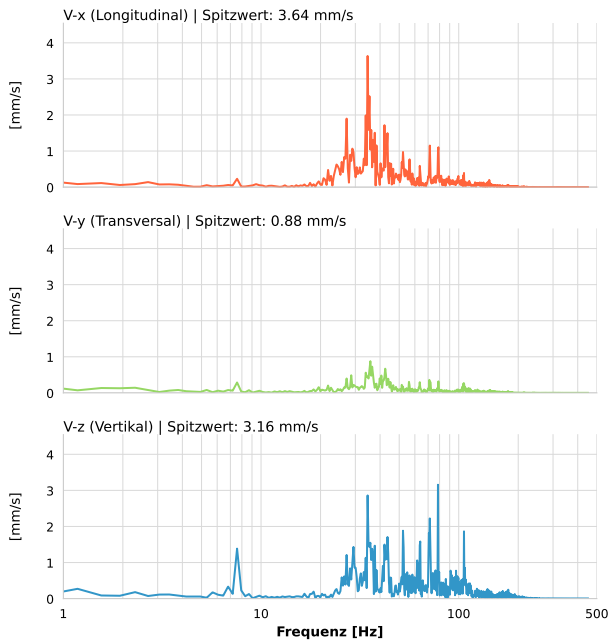 V-x (Longitudinal) | Spitzwert: 3.64 mm/s
4
3
2
1
0
[mm/s]
V-y (Transversal) | Spitzwert: 0.88 mm/s
4
3
2
1
0
[mm/s]
V-z (Vertikal) | Spitzwert: 3.16 mm/s
4
3
2
1
0
[mm/s]
1 10 100 500
Frequenz [Hz]